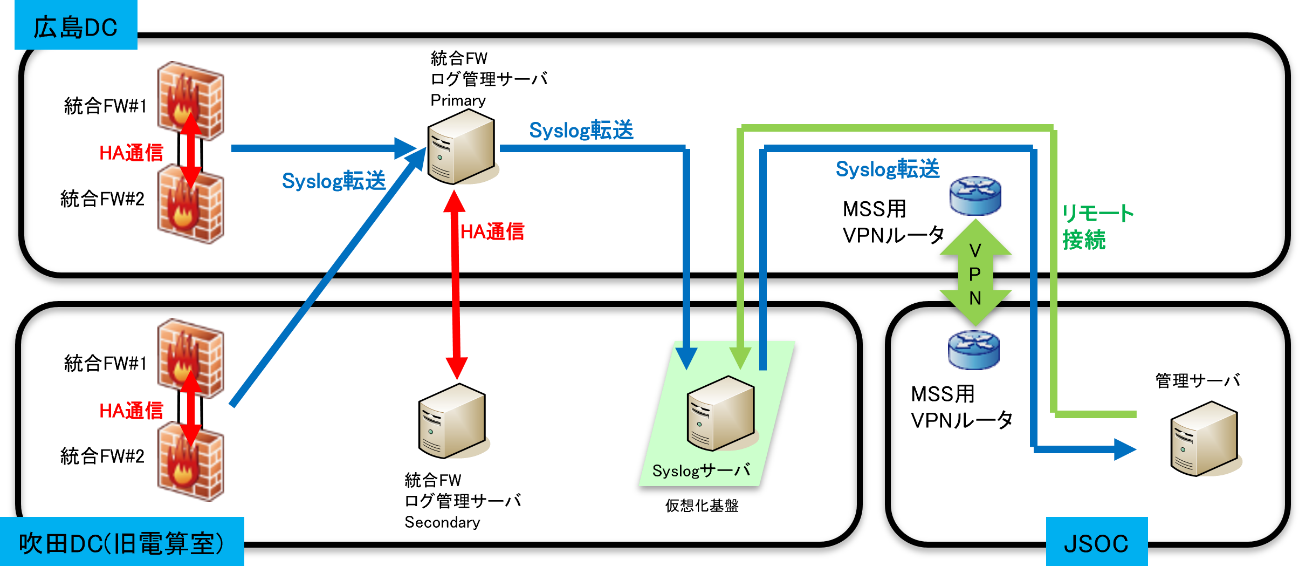 広島DC
統合FW
ログ管理サーバ
Primary
統合FW#1
HA通信
統合FW#2
Syslog転送
Syslog転送
Syslog転送
MSS用
VPNルータ
リモート
接続
HA通信
V
P
N
統合FW#1
HA通信
統合FW#2
統合FW
ログ管理サーバ
Secondary
Syslogサーバ
仮想化基盤
MSS用
VPNルータ
管理サーバ
吹田DC(旧電算室)
JSOC